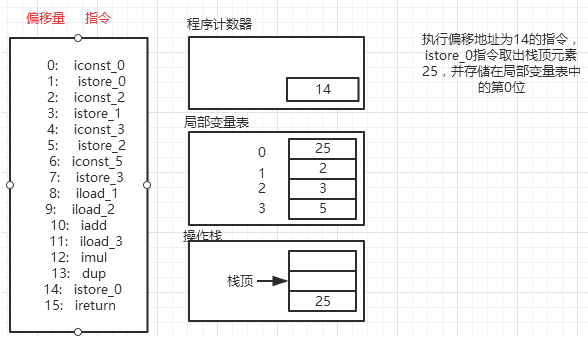 偏移量 指令
0: iconst_0
1: istore_0
2: iconst_2
3: istore_1
4: iconst_3
5: istore_2
6: iconst_5
7: istore_3
8: iload_1
9: iload_2
10: iadd
11: iload_3
12: imul
13: dup
14: istore_0
15: ireturn
程序计数器
14
局部变量表
0 25
1 2
2 3
3 5
操作栈
栈顶
25
执行偏移地址为14的指令，
istore_0指令取出栈顶元素
25，并存储在局部变量表中
的第0位